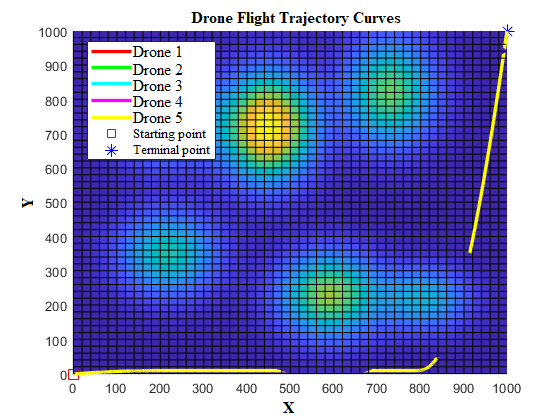 Drone Flight Trajectory Curves
1000
900
800
700
600
500
400
300
200
100
0
Y
Drone 1
Drone 2
Drone 3
Drone 4
Drone 5
Starting point
Terminal point
0 100 200 300 400 500 600 700 800 900 1000
X